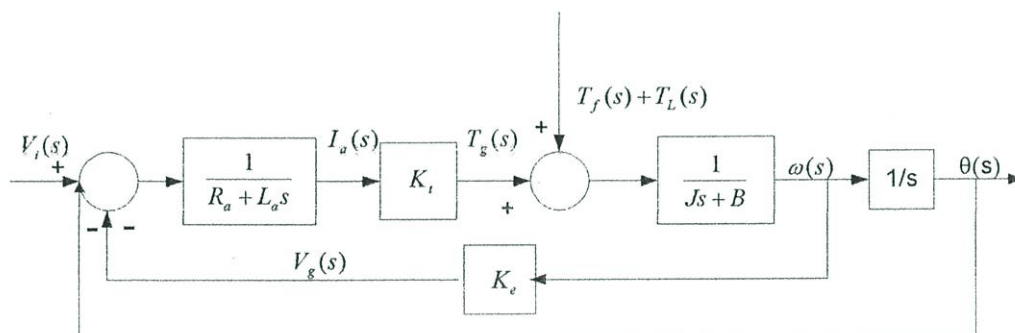 T_f(s) + T_L(s)
V_i(s)
+
1
R_a + L_a s
I_a(s)
K_t
T_g(s)
+
+
1
Js + B
ω(s)
1/s
θ(s)
-
-
V_g(s)
K_e